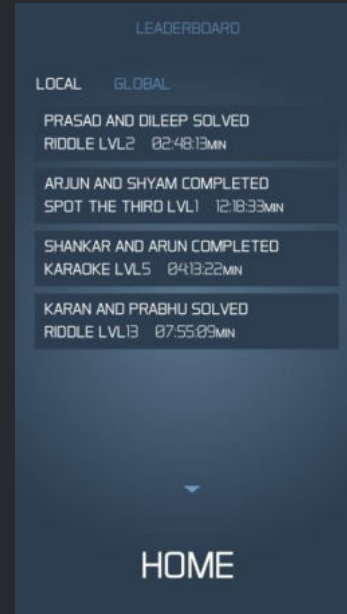 LEADERBOARD
LOCAL GLOBAL
PRASAD AND DILEEP SOLVED
RIDDLE LVL2 02:48:13MIN
ARJUN AND SHYAM COMPLETED
SPOT THE THIRD LVL1 12:18:33MIN
SHANKAR AND ARUN COMPLETED
KARAOKE LVL5 04:13:22MIN
KARAN AND PRABHU SOLVED
RIDDLE LVL13 07:55:09MIN
HOME